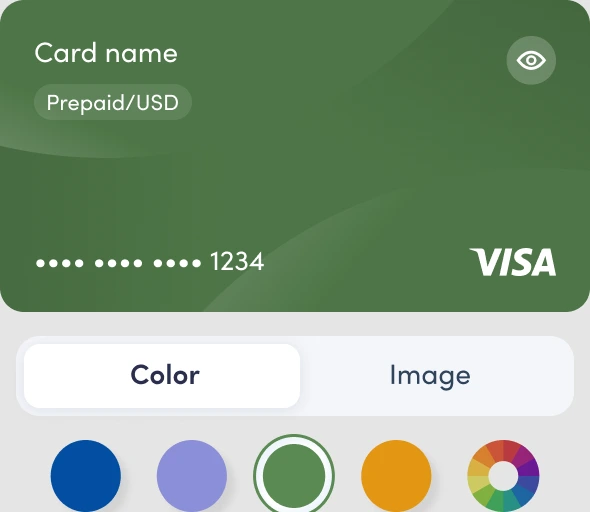 Card name
Prepaid/USD
•••• •••• •••• 1234
VISA
Color
Image